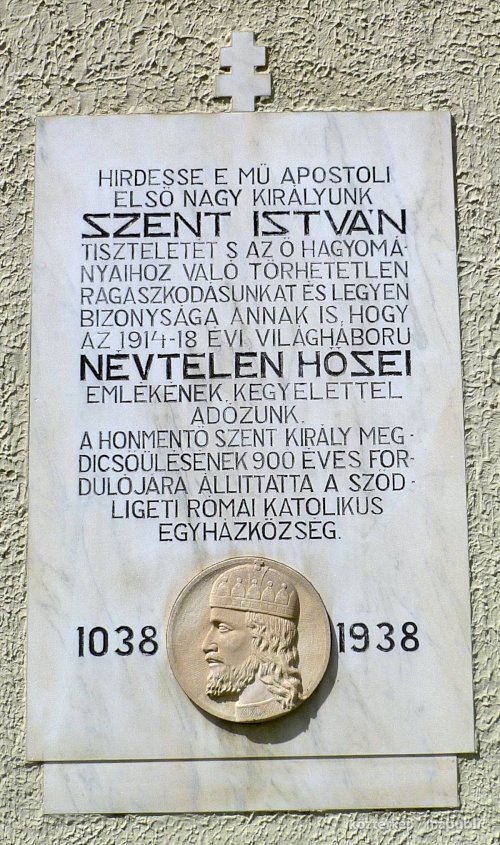 HIRDESSE E MŰ APOSTOLI
ELSŐ NAGY KIRÁLYUNK
SZENT ISTVÁN
TISZTELETÉT S AZ Ő HAGYOMÁ-
NYAIHOZ VALÓ TÖRHETETLEN
RAGASZKODÁSUNKAT ÉS LEGYEN
BIZONYSÁGA ANNAK IS, HOGY
AZ 1914-18 ÉVI VILÁGHÁBORU
NÉVTELEN HŐSEI
EMLÉKÉNEK KEGYELETTEL
ADÓZUNK.
A HONMENTŐ SZENT KIRÁLY MEG-
DICSŐÜLÉSÉNEK 900 ÉVES FOR-
DULÓJÁRA ÁLLITTATTA A SZŐD-
LIGETI RÓMAI KATOLIKUS
EGYHÁZKÖZSÉG.
1038 1938